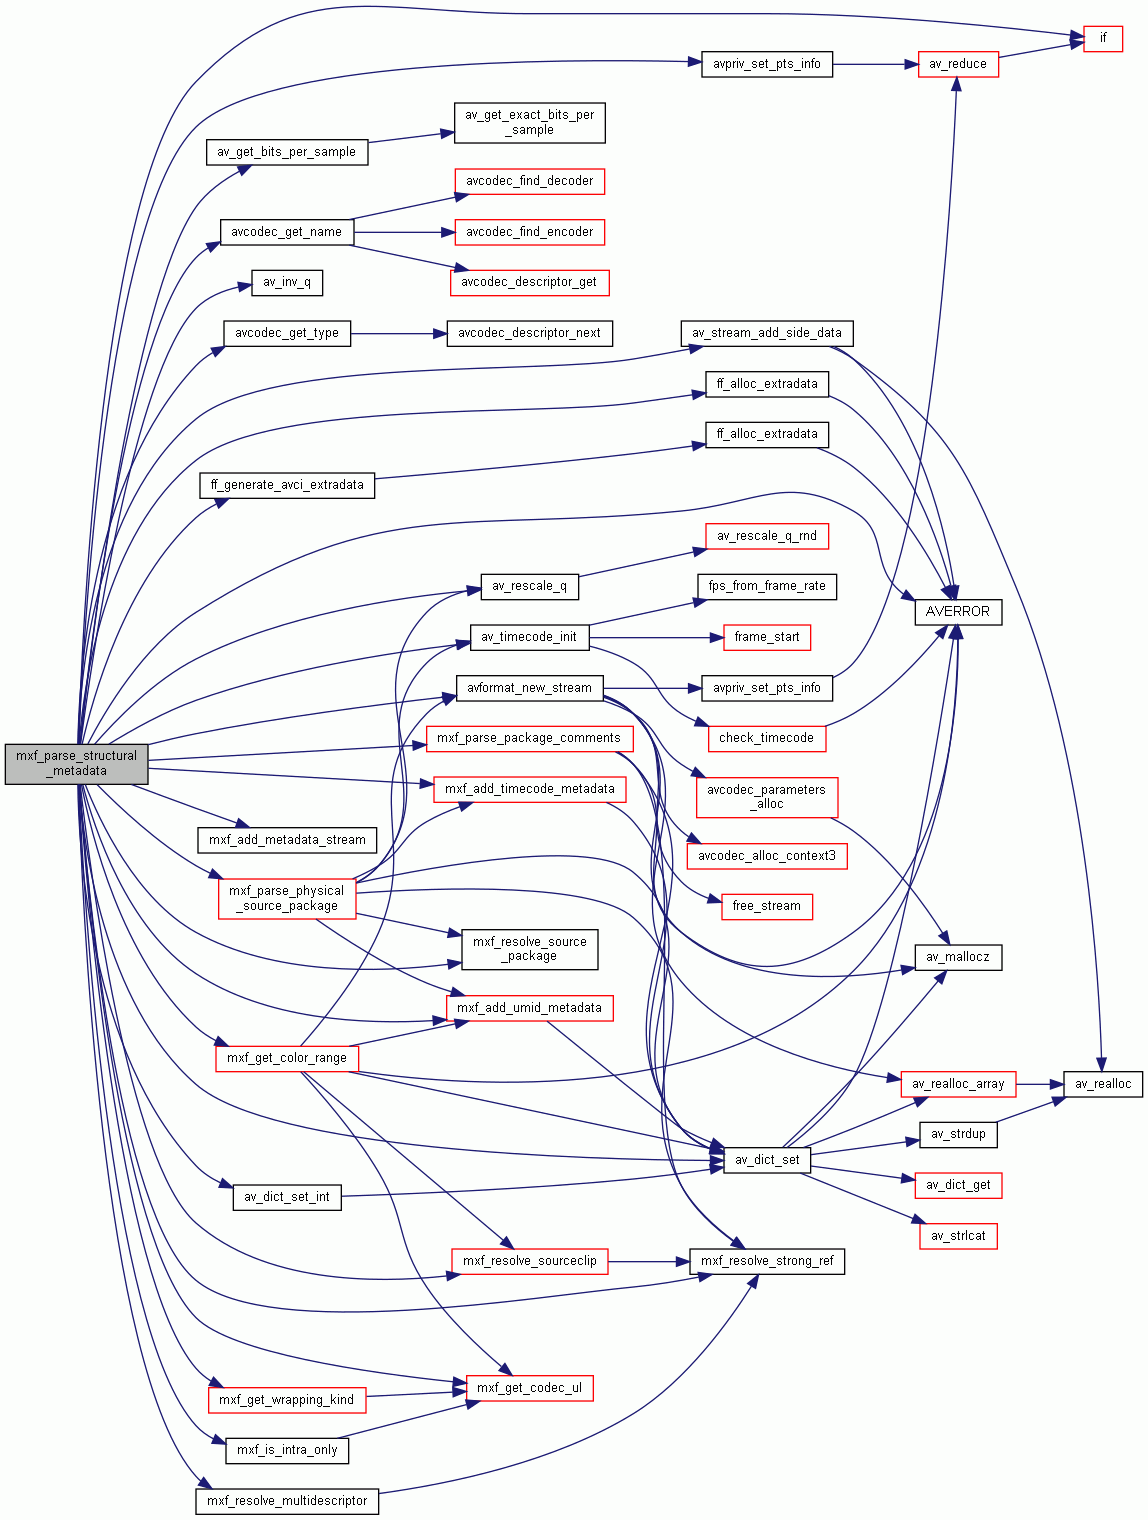 if
avpriv_set_pts_info
av_reduce
av_get_exact_bits_per
_sample
av_get_bits_per_sample
avcodec_find_decoder
avcodec_get_name
avcodec_find_encoder
av_inv_q
avcodec_descriptor_get
avcodec_get_type
avcodec_descriptor_next
av_stream_add_side_data
ff_alloc_extradata
ff_alloc_extradata
ff_generate_avci_extradata
av_rescale_q_rnd
av_rescale_q
fps_from_frame_rate
AVERROR
av_timecode_init
frame_start
avformat_new_stream
avpriv_set_pts_info
mxf_parse_package_comments
check_timecode
mxf_parse_structural
_metadata
mxf_add_timecode_metadata
avcodec_parameters
_alloc
mxf_add_metadata_stream
avcodec_alloc_context3
mxf_parse_physical
_source_package
free_stream
mxf_resolve_source
_package
av_mallocz
mxf_add_umid_metadata
mxf_get_color_range
av_realloc_array
av_realloc
av_strdup
av_dict_set
av_dict_get
av_dict_set_int
av_strlcat
mxf_resolve_sourceclip
mxf_resolve_strong_ref
mxf_get_codec_ul
mxf_get_wrapping_kind
mxf_is_intra_only
mxf_resolve_multidescriptor